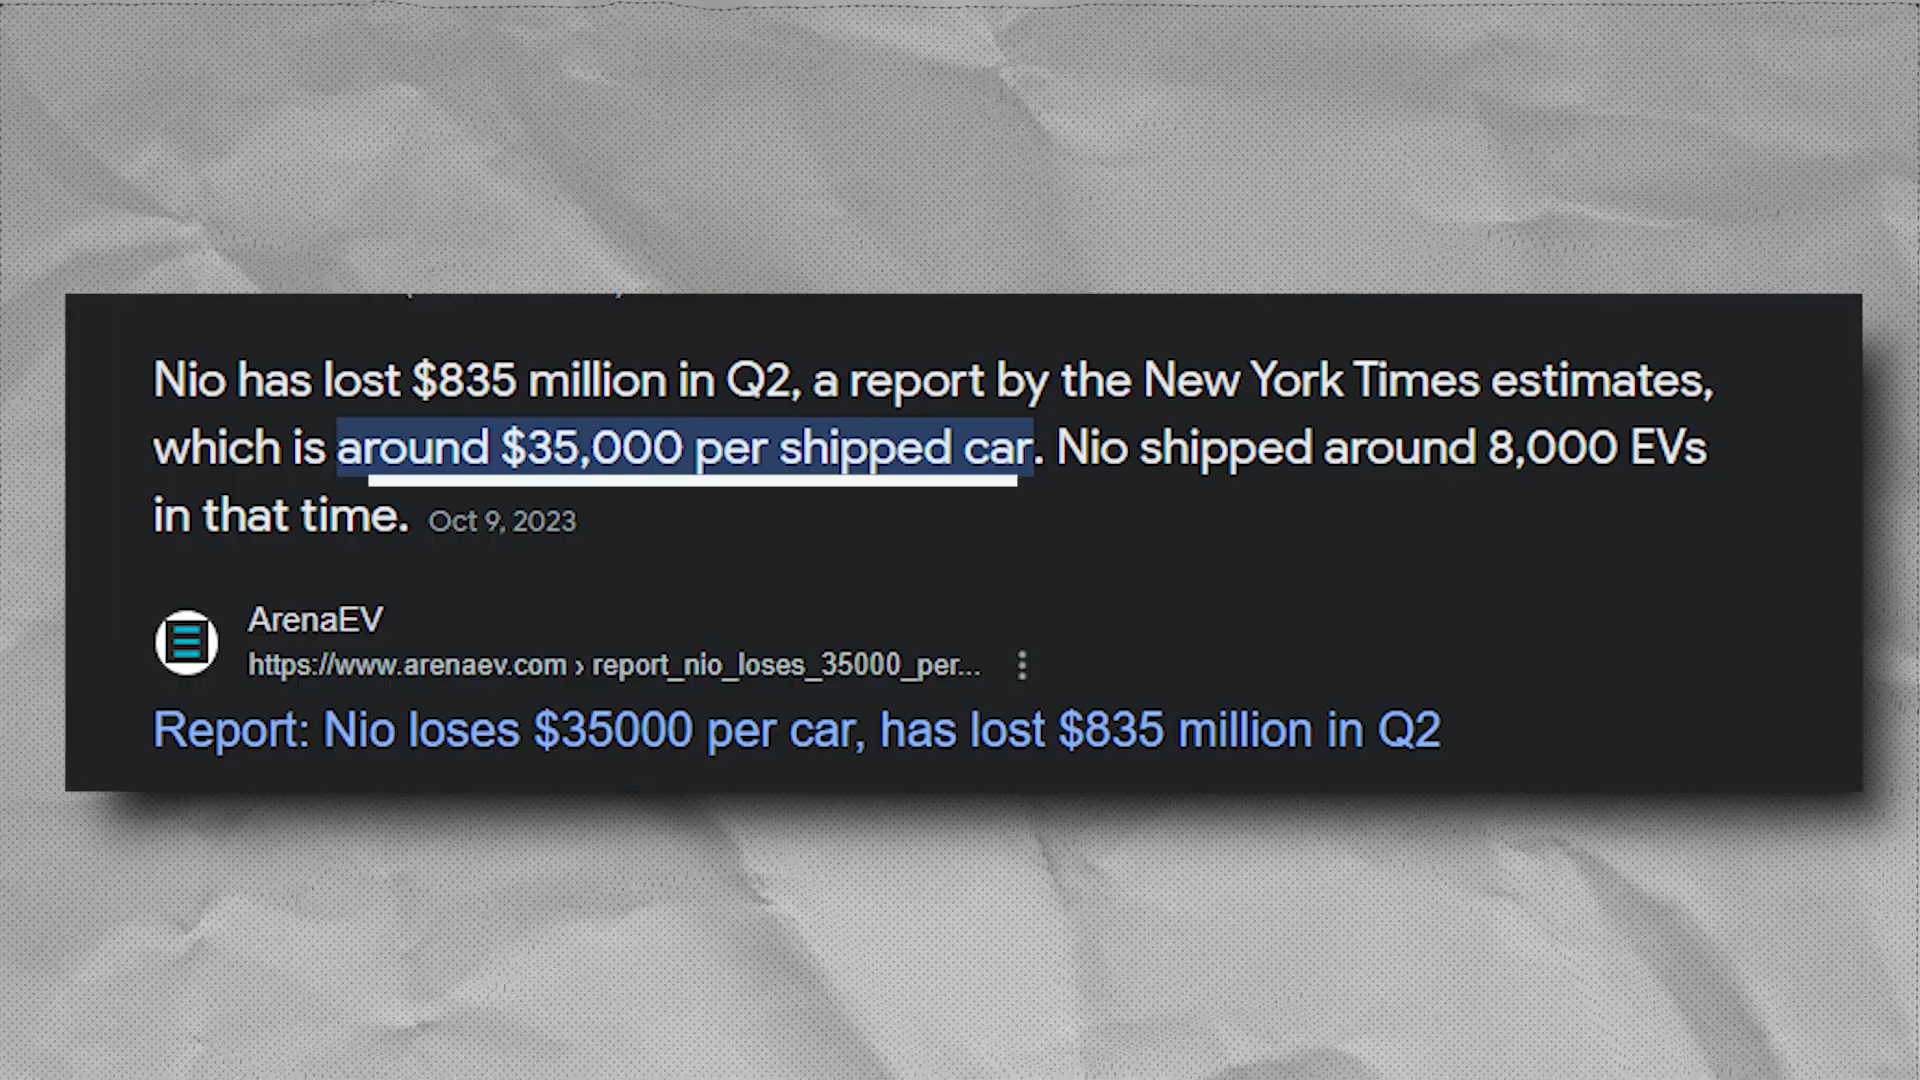 Nio has lost $835 million in Q2, a report by the New York Times estimates,
which is around $35,000 per shipped car. Nio shipped around 8,000 EVs
in that time. Oct 9, 2023
ArenaEV
https://www.arenaev.com › report_nio_loses_35000_per...
Report: Nio loses $35000 per car, has lost $835 million in Q2